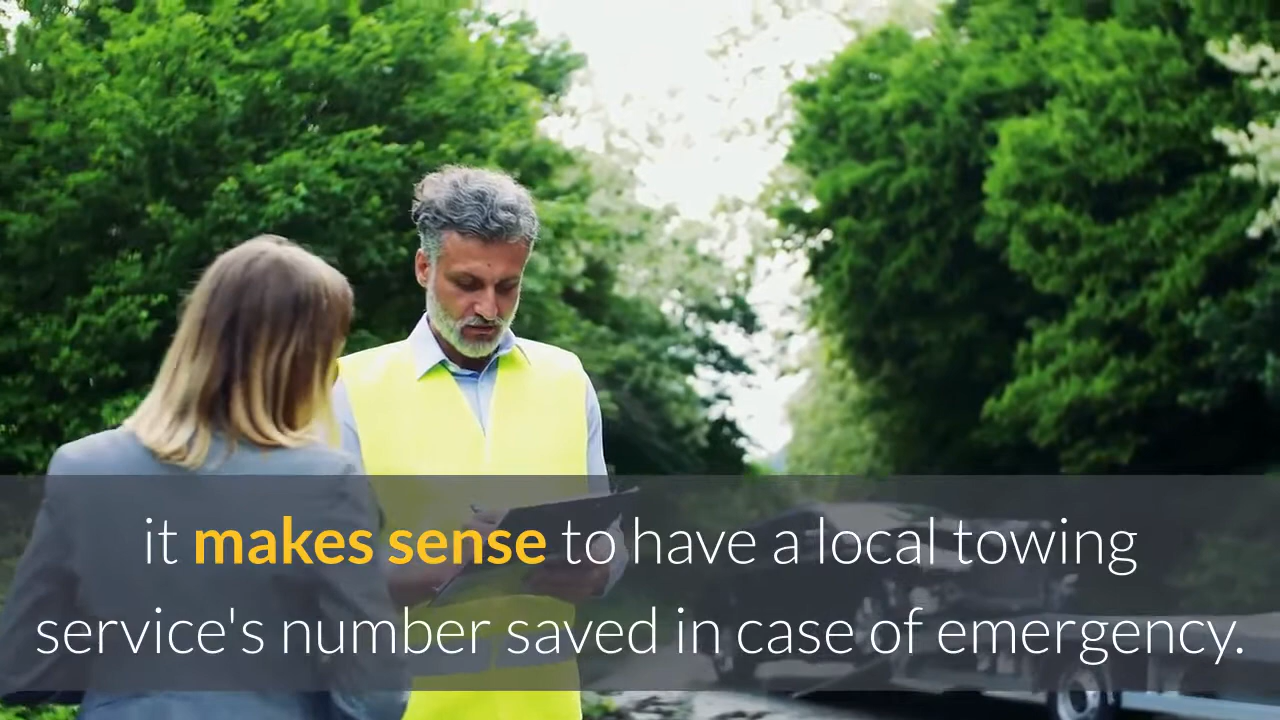 it makes sense to have a local towing
service's number saved in case of emergency.